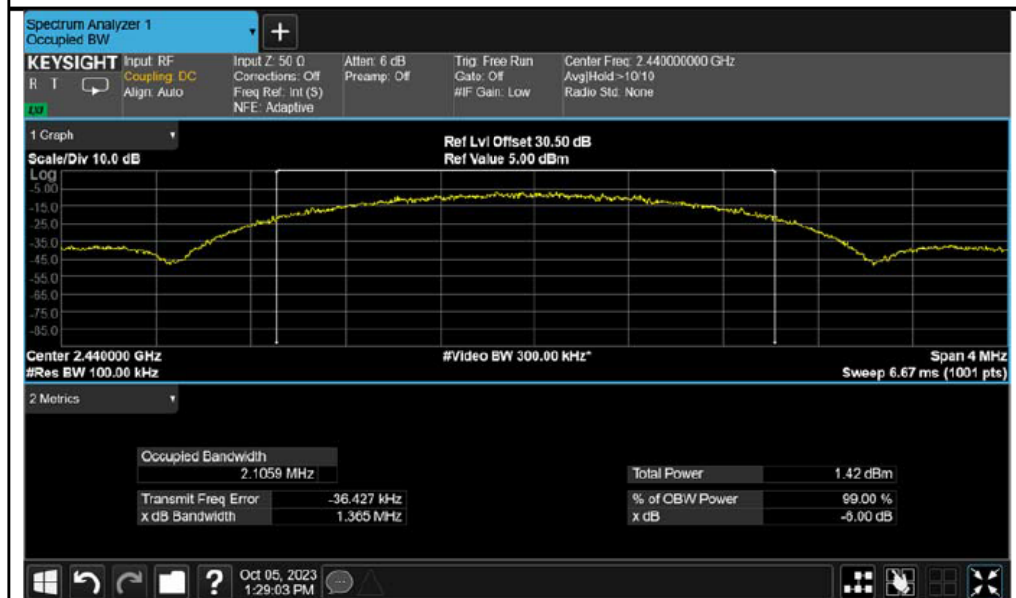 Spectrum Analyzer 1
Occupied BW
+
KEYSIGHT
R T
LXI
Input: RF
Coupling: DC
Align: Auto
Input Z: 50 Ω
Corrections: Off
Freq Ref: Int (S)
NFE: Adaptive
Atten: 6 dB
Preamp: Off
Trig: Free Run
Gate: Off
#IF Gain: Low
Center Freq: 2.440000000 GHz
Avg|Hold:>10/10
Radio Std: None
1 Graph
Scale/Div 10.0 dB
Ref Lvl Offset 30.50 dB
Ref Value 5.00 dBm
Log
-5.00
-15.0
-25.0
-35.0
-45.0
-55.0
-65.0
-75.0
-85.0
Center 2.440000 GHz
#Video BW 300.00 kHz*
Span 4 MHz
#Res BW 100.00 kHz
Sweep 6.67 ms (1001 pts)
2 Metrics
Occupied Bandwidth
2.1059 MHz
Total Power 1.42 dBm
Transmit Freq Error -36.427 kHz
% of OBW Power 99.00 %
x dB Bandwidth 1.365 MHz
x dB -6.00 dB
?
Oct 05, 2023
1:29:03 PM